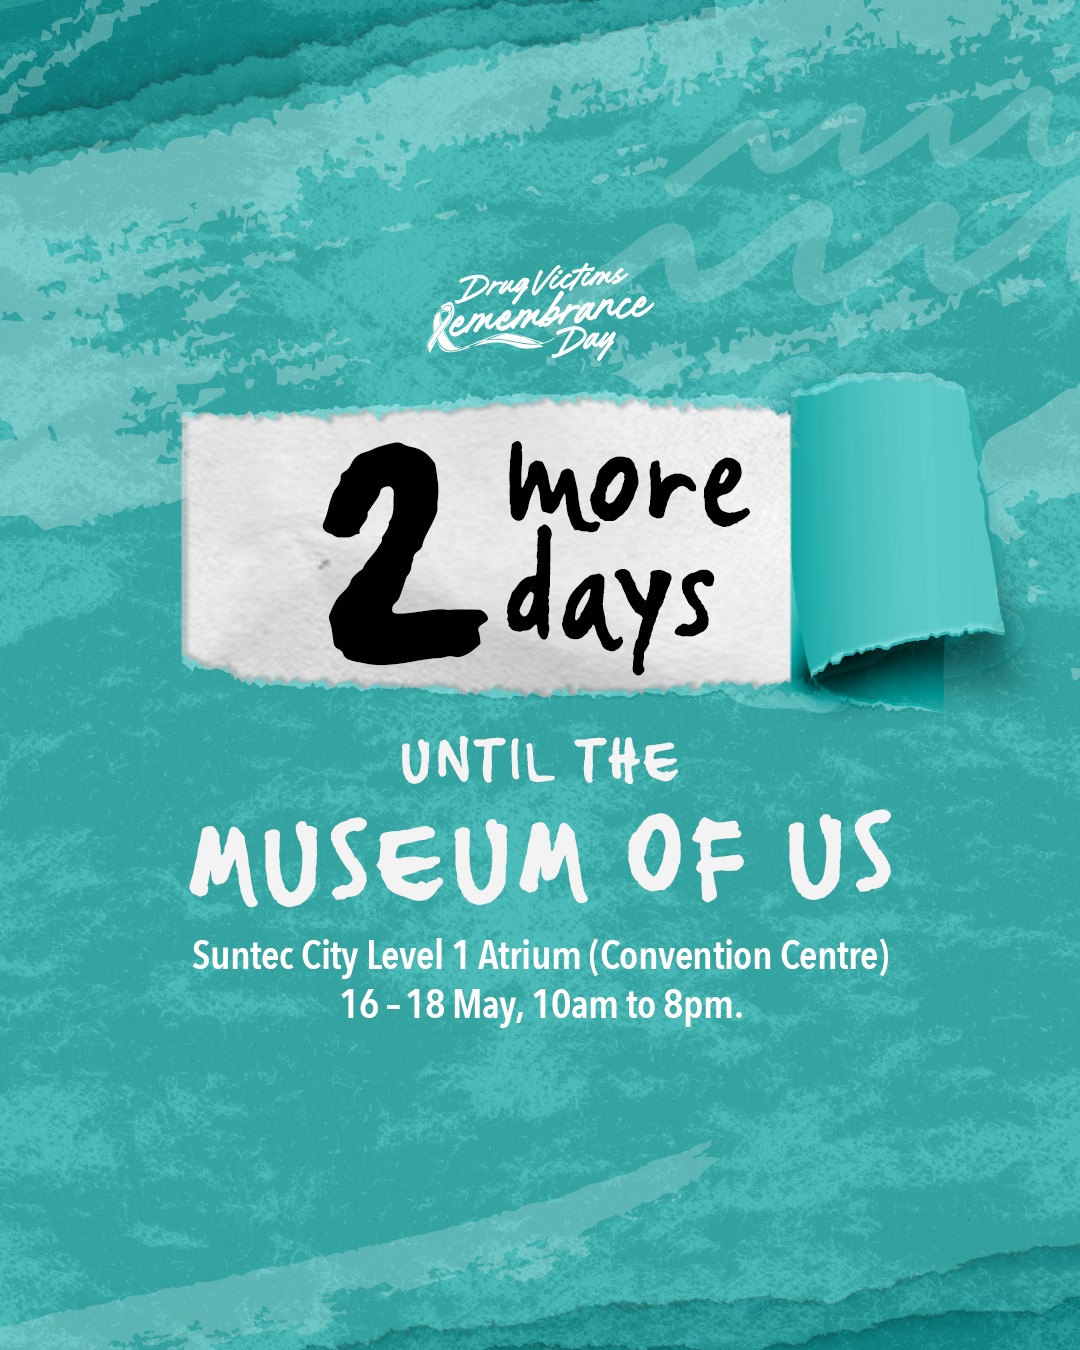 Drug Victims
Remembrance
Day
2 more
days
UNTIL THE
MUSEUM OF US
Suntec City Level 1 Atrium (Convention Centre)
16 – 18 May, 10am to 8pm.